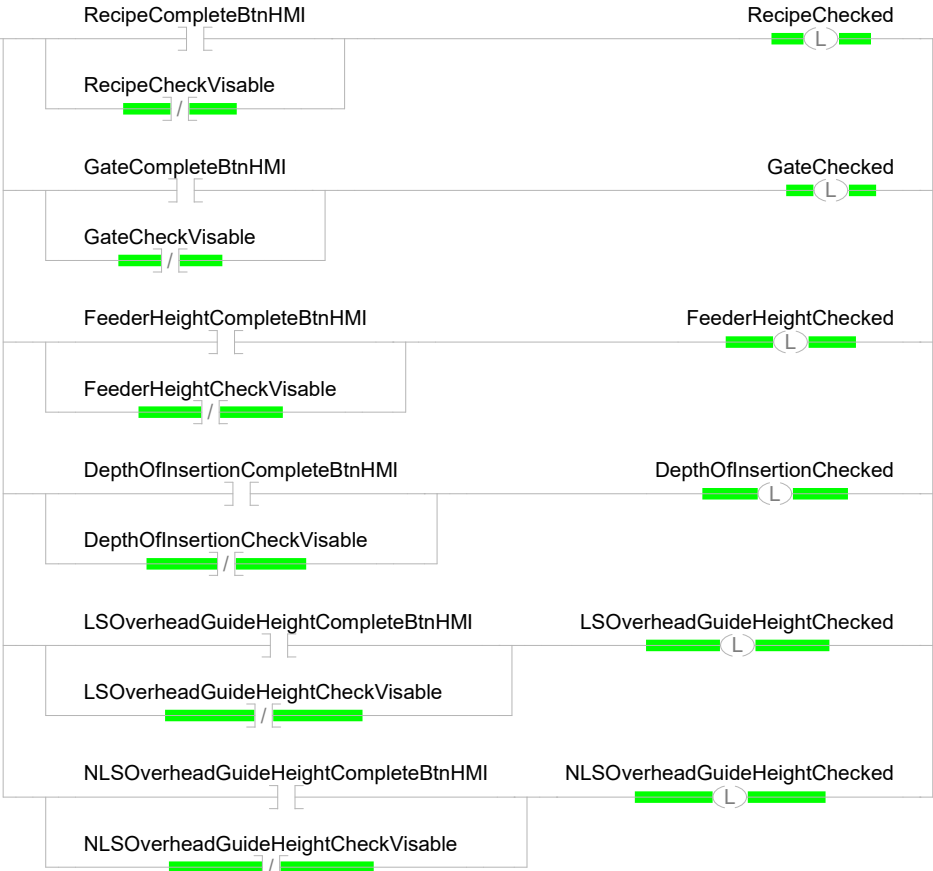 RecipeCompleteBtnHMI RecipeChecked
L
RecipeCheckVisable
/
GateCompleteBtnHMI GateChecked
L
GateCheckVisable
/
FeederHeightCompleteBtnHMI FeederHeightChecked
L
FeederHeightCheckVisable
/
DepthOfInsertionCompleteBtnHMI DepthOfInsertionChecked
L
DepthOfInsertionCheckVisable
/
LSOverheadGuideHeightCompleteBtnHMI LSOverheadGuideHeightChecked
L
LSOverheadGuideHeightCheckVisable
/
NLSOverheadGuideHeightCompleteBtnHMI NLSOverheadGuideHeightChecked
L
NLSOverheadGuideHeightCheckVisable
/